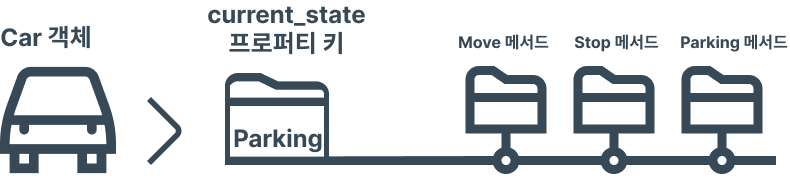 Car 객체
current_state
프로퍼티 키
Move 메서드
Stop 메서드
Parking 메서드
Parking